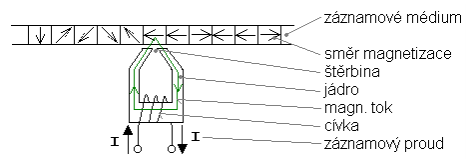 záznamové médium
směr magnetizace
štěrbina
jádro
magn. tok
cívka
I I záznamový proud